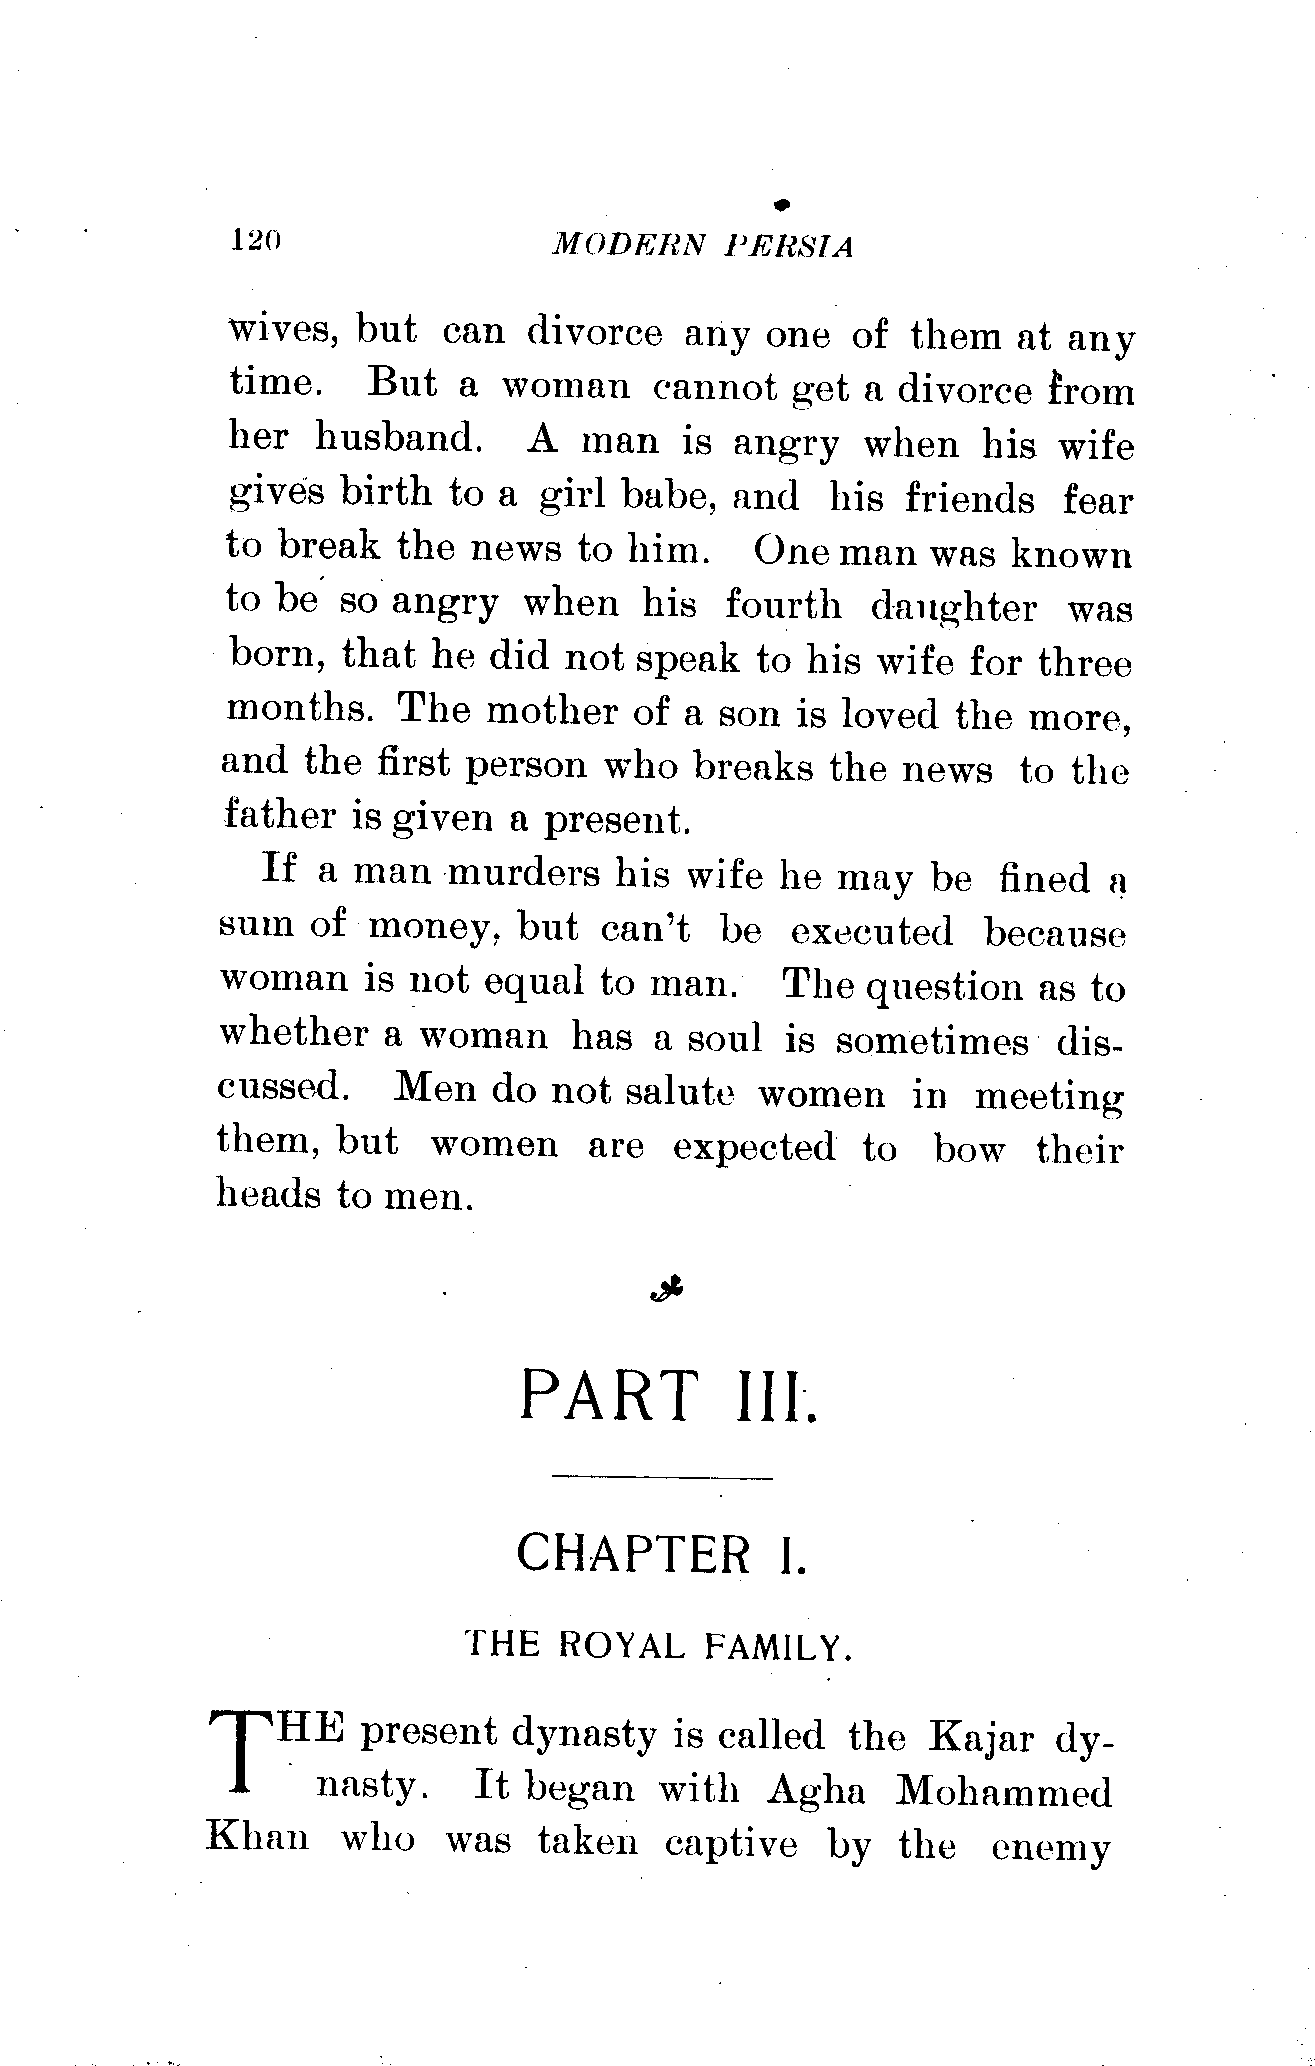 120 MODERN PERSIA
wives, but can divorce any one of them at any
time. But a woman cannot get a divorce from
her husband. A man is angry when his wife
gives birth to a girl babe, and his friends fear
to break the news to him. One man was known
to be so angry when his fourth daughter was
born, that he did not speak to his wife for three
months. The mother of a son is loved the more,
and the first person who breaks the news to the
father is given a present.
If a man murders his wife he may be fined a
sum of money, but can't be executed because
woman is not equal to man. The question as to
whether a woman has a soul is sometimes dis-
cussed. Men do not salute women in meeting
them, but women are expected to bow their
heads to men.
PART III.
CHAPTER I.
THE ROYAL FAMILY.
THE present dynasty is called the Kajar dy-
nasty. It began with Agha Mohammed
Khan who was taken captive by the enemy